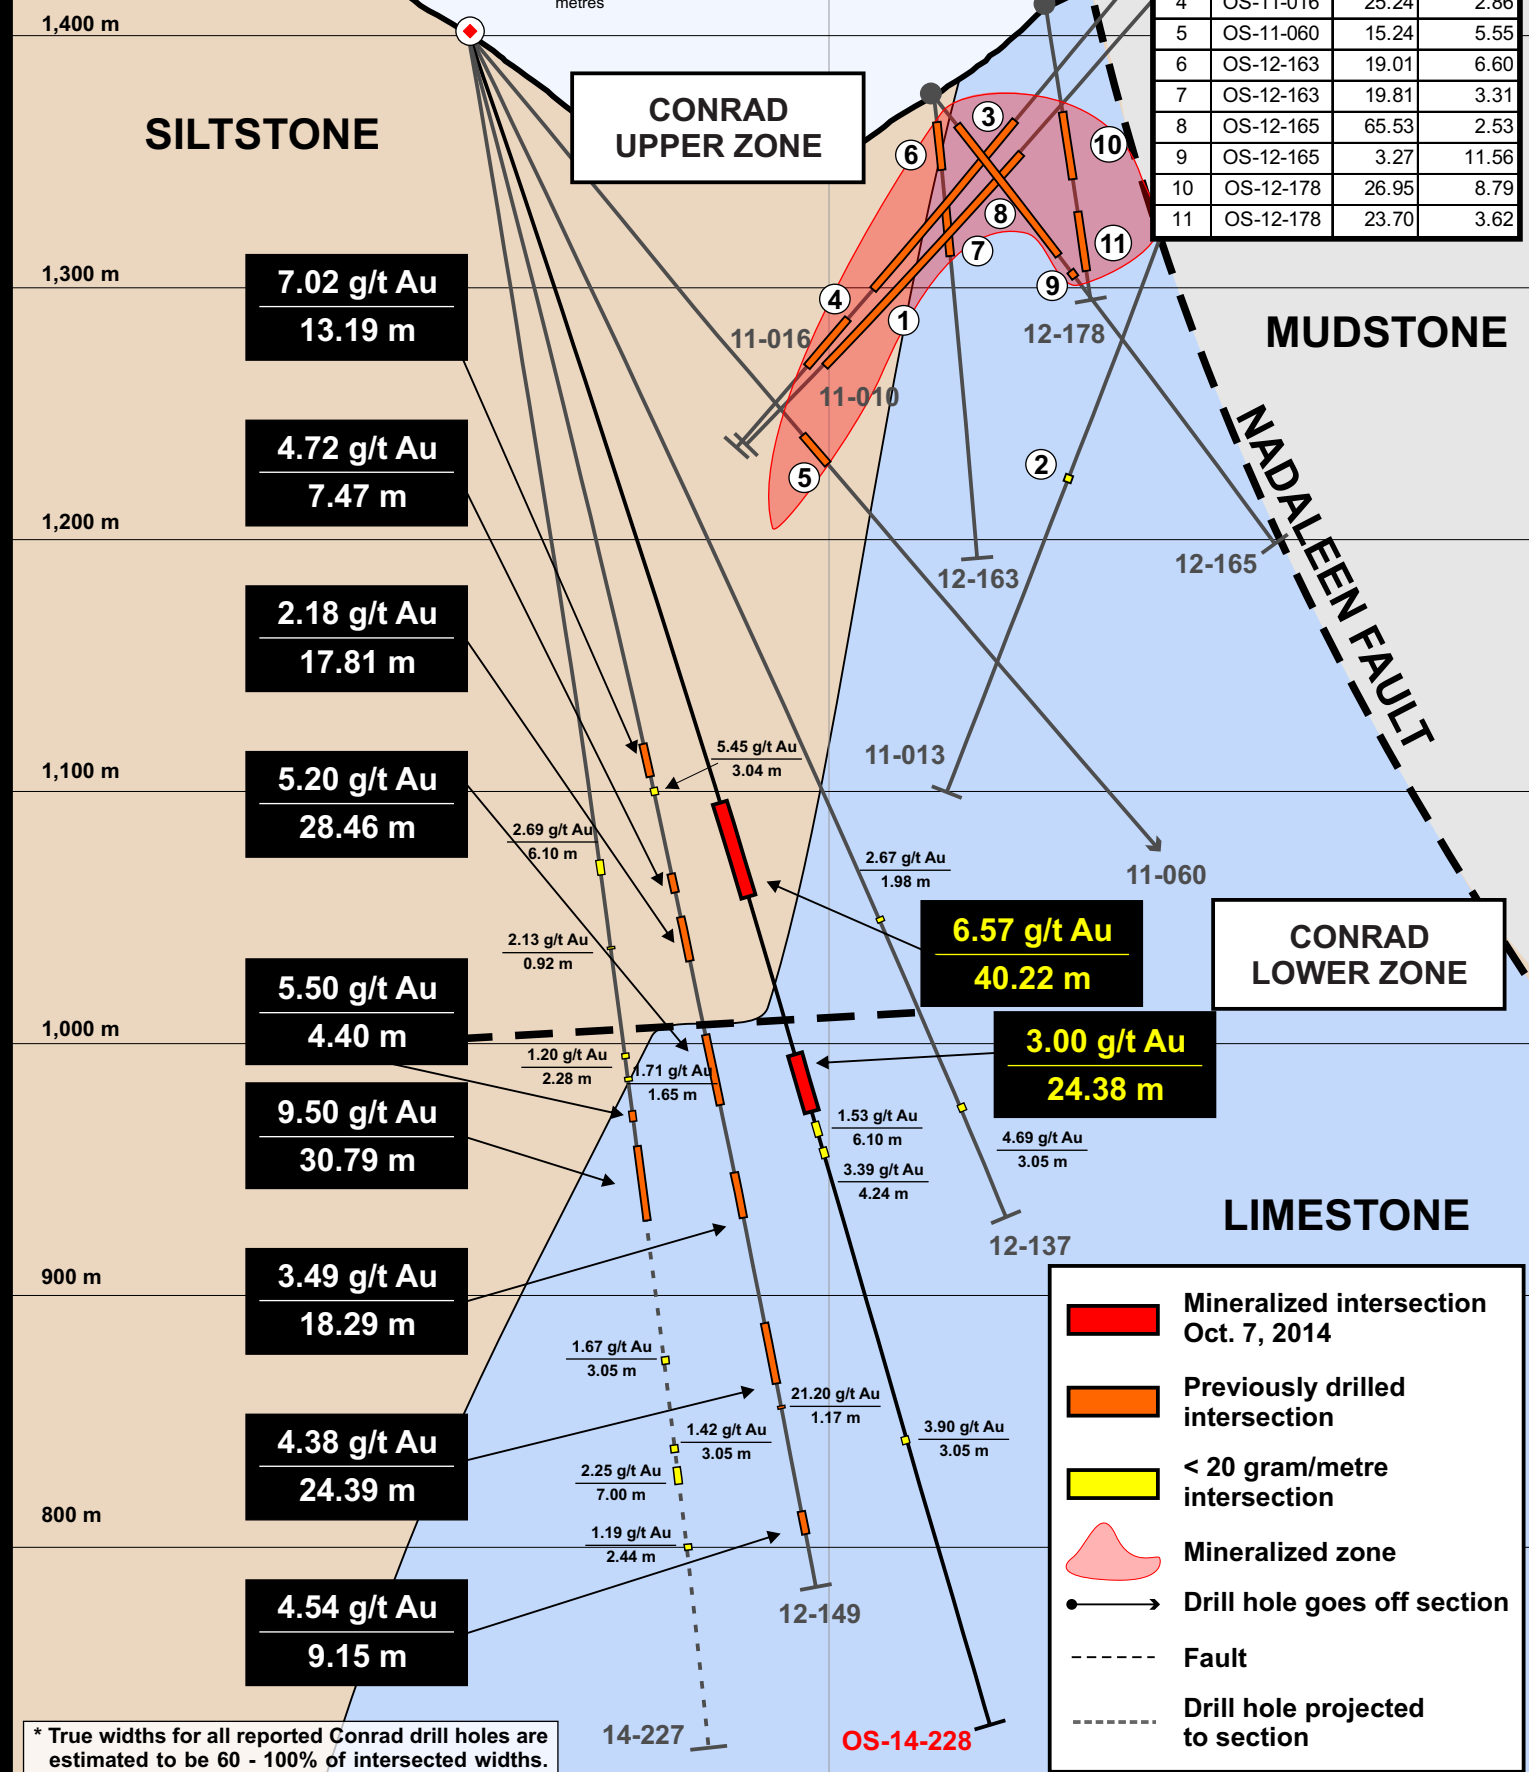 metres
1,400 m
4 OS-11-016 25.24 2.86
5 OS-11-060 15.24 5.55
6 OS-12-163 19.01 6.60
7 OS-12-163 19.81 3.31
8 OS-12-165 65.53 2.53
9 OS-12-165 3.27 11.56
10 OS-12-178 26.95 8.79
11 OS-12-178 23.70 3.62
SILTSTONE
CONRAD
UPPER ZONE
3
6
10
8
7
11
9
4
1
1,300 m
7.02 g/t Au
13.19 m
11-016
12-178
MUDSTONE
11-010
NADALEEN FAULT
4.72 g/t Au
7.47 m
2
5
1,200 m
12-163
12-165
2.18 g/t Au
17.81 m
1,100 m
5.45 g/t Au
3.04 m
11-013
5.20 g/t Au
28.46 m
2.69 g/t Au
6.10 m
2.67 g/t Au
1.98 m
11-060
2.13 g/t Au
0.92 m
6.57 g/t Au
40.22 m
CONRAD
LOWER ZONE
5.50 g/t Au
4.40 m
1,000 m
1.20 g/t Au
2.28 m
1.71 g/t Au
1.65 m
3.00 g/t Au
24.38 m
9.50 g/t Au
30.79 m
1.53 g/t Au
6.10 m
4.69 g/t Au
3.05 m
3.39 g/t Au
4.24 m
LIMESTONE
12-137
900 m
3.49 g/t Au
18.29 m
1.67 g/t Au
3.05 m
21.20 g/t Au
1.17 m
1.42 g/t Au
3.05 m
3.90 g/t Au
3.05 m
4.38 g/t Au
24.39 m
2.25 g/t Au
7.00 m
800 m
1.19 g/t Au
2.44 m
4.54 g/t Au
9.15 m
12-149
14-227
OS-14-228
Mineralized intersection
Oct. 7, 2014
Previously drilled
intersection
< 20 gram/metre
intersection
Mineralized zone
Drill hole goes off section
Fault
Drill hole projected
to section
* True widths for all reported Conrad drill holes are
estimated to be 60 - 100% of intersected widths.